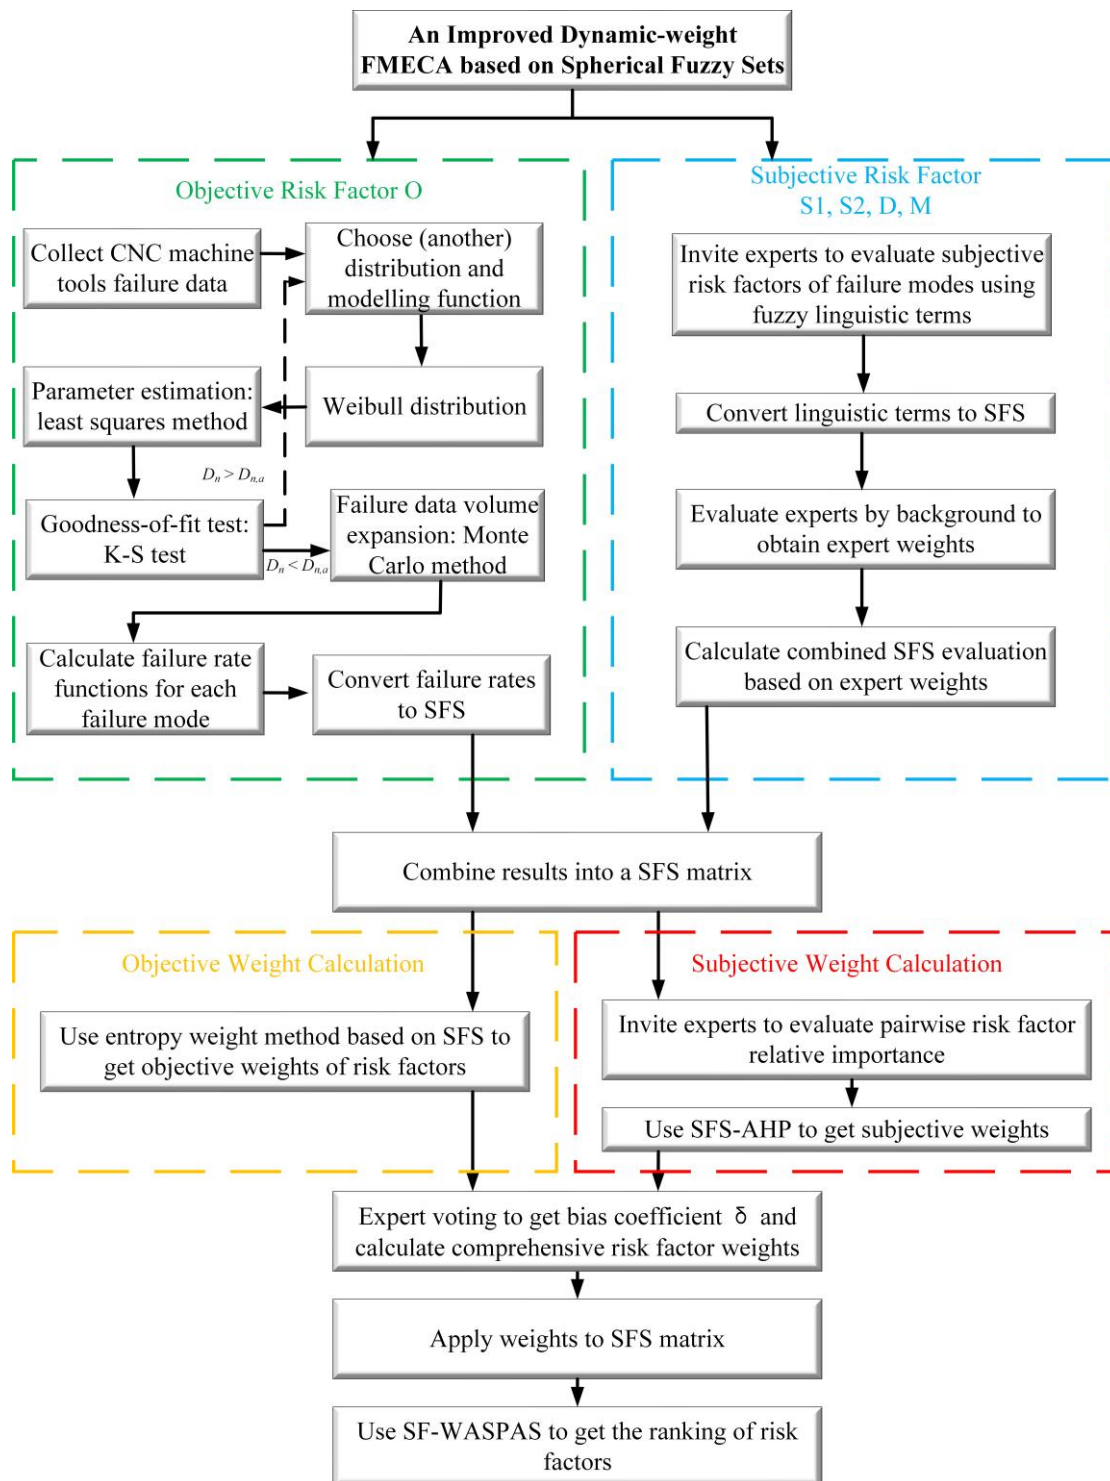 An Improved Dynamic-weight
FMECA based on Spherical Fuzzy Sets
Objective Risk Factor O
Collect CNC machine
tools failure data
Choose (another)
distribution and
modelling function
Parameter estimation:
least squares method
Weibull distribution
Dn > Dn,a
Goodness-of-fit test:
K-S test
Dn < Dn,a
Failure data volume
expansion: Monte
Carlo method
Calculate failure rate
functions for each
failure mode
Convert failure rates
to SFS
Subjective Risk Factor
S1, S2, D, M
Invite experts to evaluate subjective
risk factors of failure modes using
fuzzy linguistic terms
Convert linguistic terms to SFS
Evaluate experts by background to
obtain expert weights
Calculate combined SFS evaluation
based on expert weights
Combine results into a SFS matrix
Objective Weight Calculation
Use entropy weight method based on SFS to
get objective weights of risk factors
Subjective Weight Calculation
Invite experts to evaluate pairwise risk factor
relative importance
Use SFS-AHP to get subjective weights
Expert voting to get bias coefficient δ and
calculate comprehensive risk factor weights
Apply weights to SFS matrix
Use SF-WASPAS to get the ranking of risk
factors